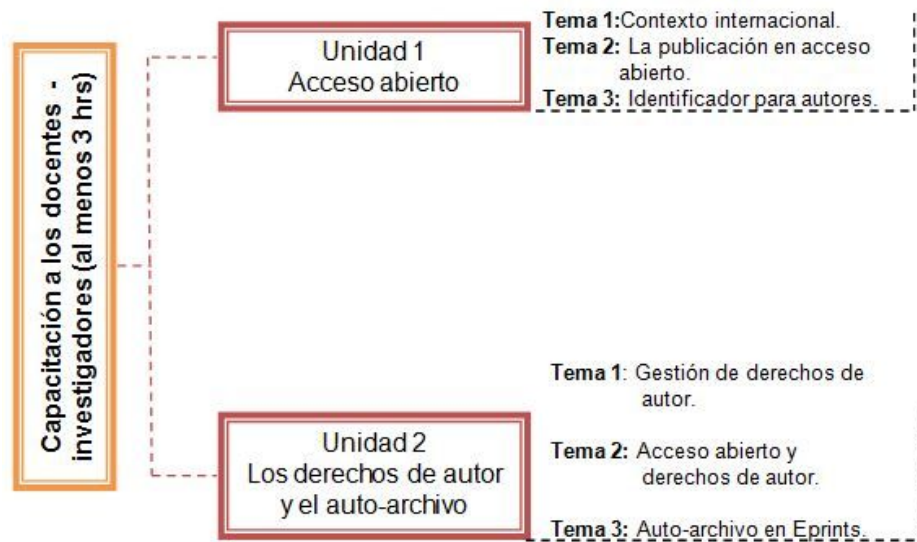 Capacitación a los docentes -
investigadores (al menos 3 hrs)
Unidad 1
Acceso abierto
Tema 1:Contexto internacional.
Tema 2: La publicación en acceso
abierto.
Tema 3: Identificador para autores.
Unidad 2
Los derechos de autor
y el auto-archivo
Tema 1: Gestión de derechos de
autor.
Tema 2: Acceso abierto y
derechos de autor.
Tema 3: Auto-archivo en Eprints.